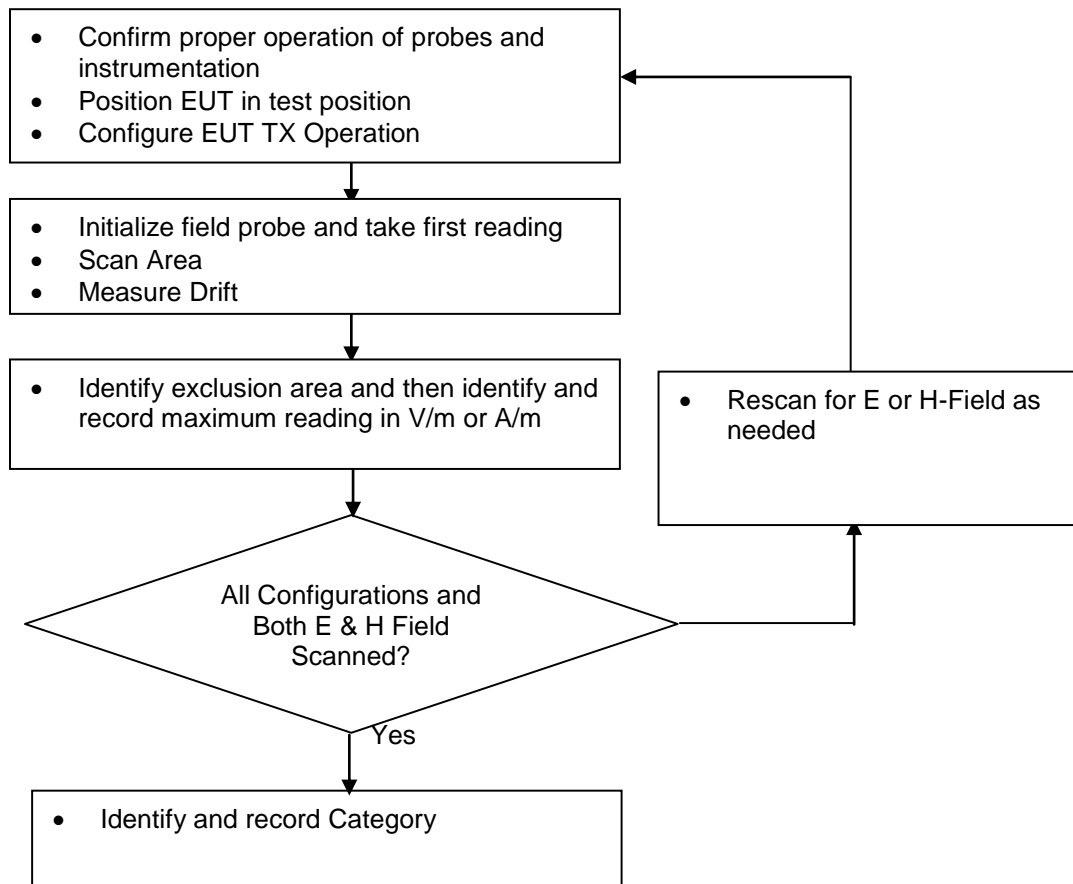 • Confirm proper operation of probes and
instrumentation
• Position EUT in test position
• Configure EUT TX Operation
• Initialize field probe and take first reading
• Scan Area
• Measure Drift
• Identify exclusion area and then identify and
record maximum reading in V/m or A/m
• Rescan for E or H-Field as
needed
All Configurations and
Both E & H Field
Scanned?
Yes
• Identify and record Category